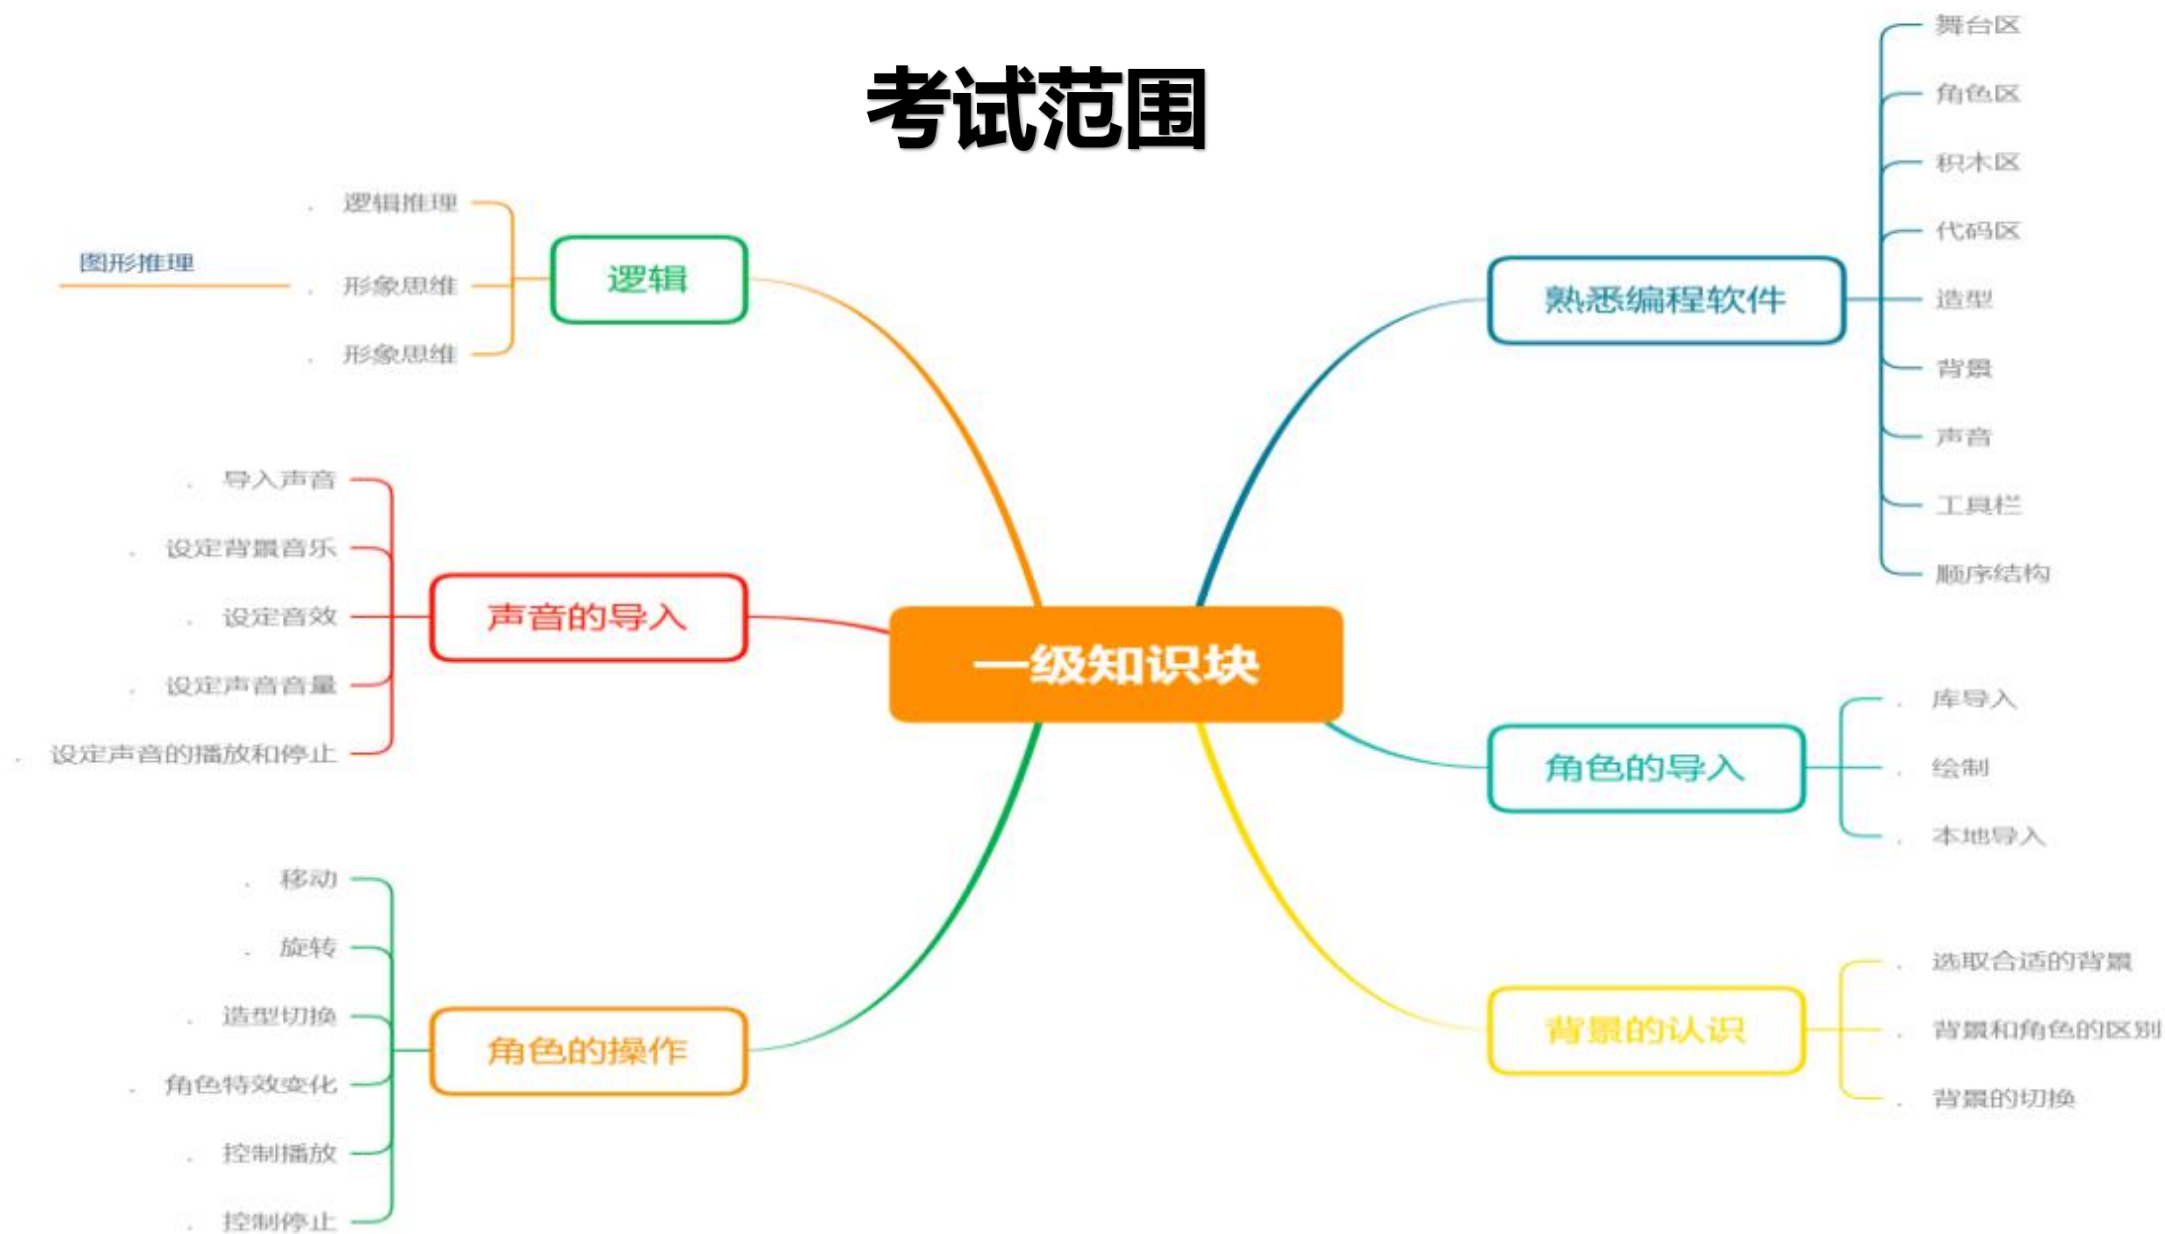 考试范围
一级知识块
熟悉编程软件
舞台区
角色区
积木区
代码区
造型
背景
声音
工具栏
顺序结构
角色的导入
库导入
绘制
本地导入
背景的认识
选取合适的背景
背景和角色的区别
背景的切换
逻辑
逻辑推理
形象思维
图形推理
形象思维
声音的导入
导入声音
设定背景音乐
设定音效
设定声音音量
设定声音的播放和停止
角色的操作
移动
旋转
造型切换
角色特效变化
控制播放
控制停止